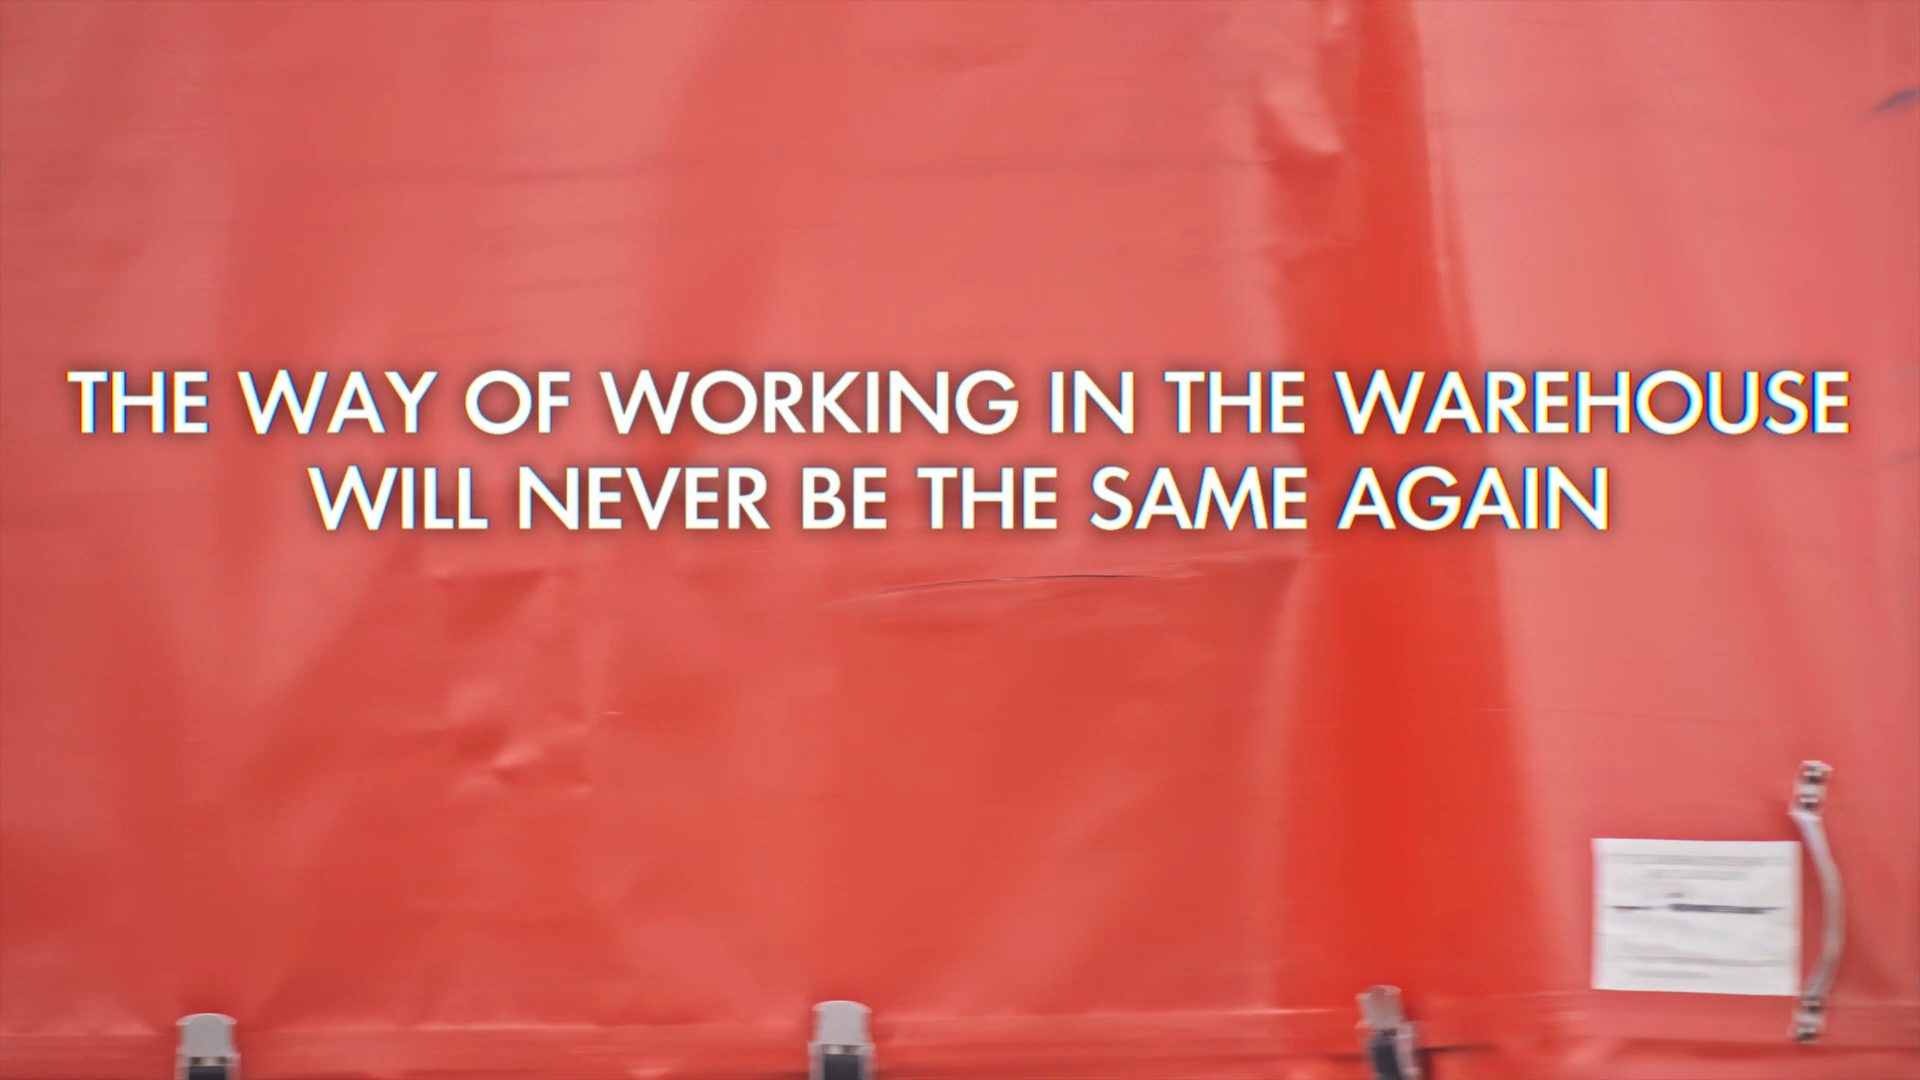 THE WAY OF WORKING IN THE WAREHOUSE
WILL NEVER BE THE SAME AGAIN